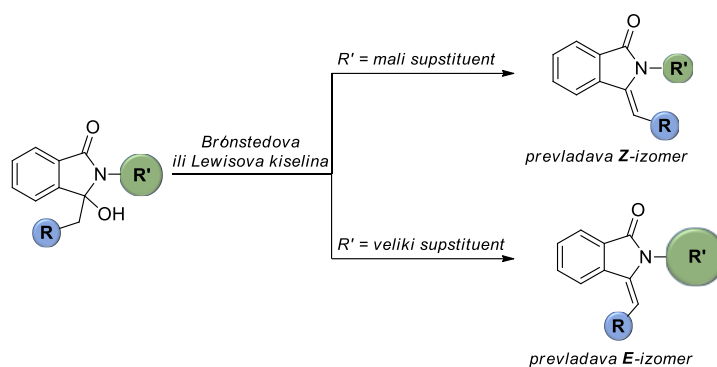 O
N
R'
OH
R
Brónstedova
ili Lewisova kiselina
R' = mali supstituent
O
N
R'
R
prevladava Z-izomer
R' = veliki supstituent
O
N
R'
R
prevladava E-izomer